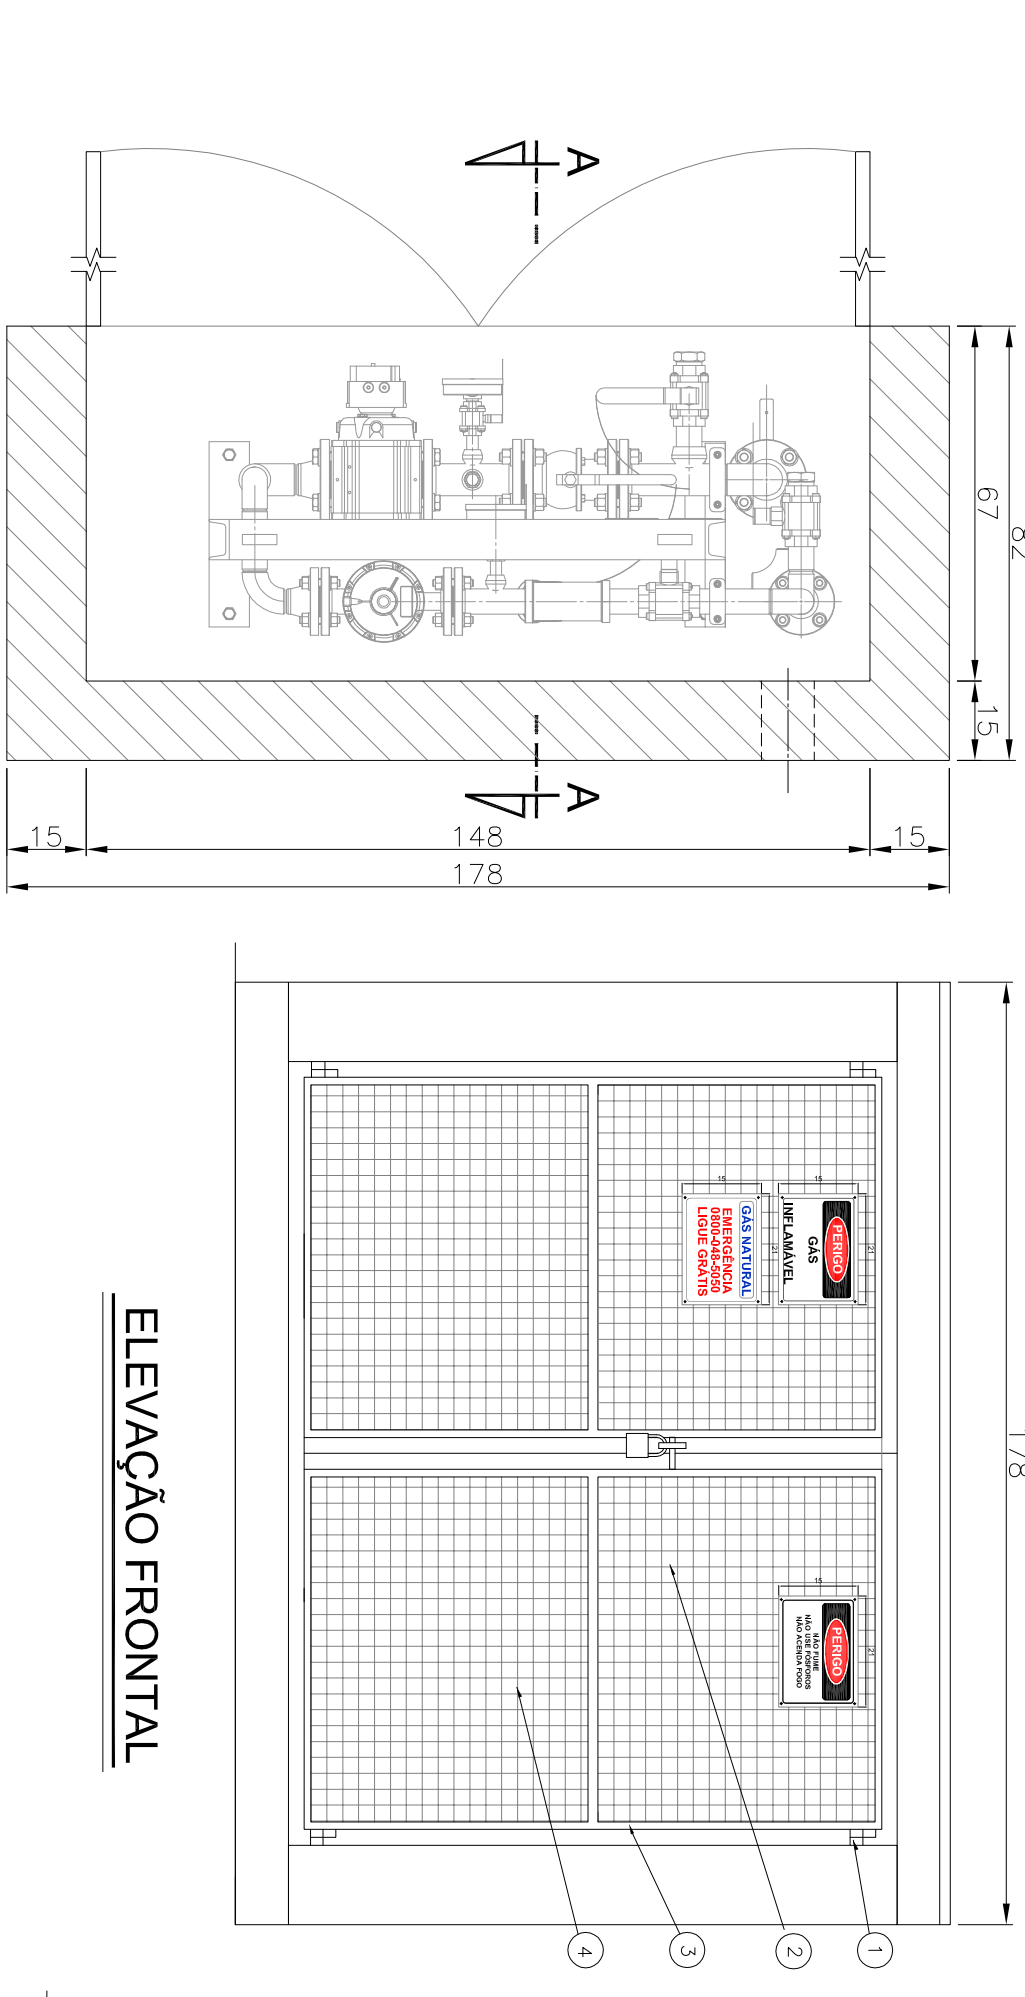 A
A
67
82
15
15
148
15
178
178
15
21
PERIGO
GÁS
INFLAMÁVEL
15
21
GÁS NATURAL
EMERGÊNCIA
0800-048-5050
LIGUE GRÁTIS
15
21
PERIGO
NÃO FUME
NÃO USE FÓSFOROS
NÃO ACENDA FOGO
1
2
3
4
ELEVAÇÃO FRONTAL